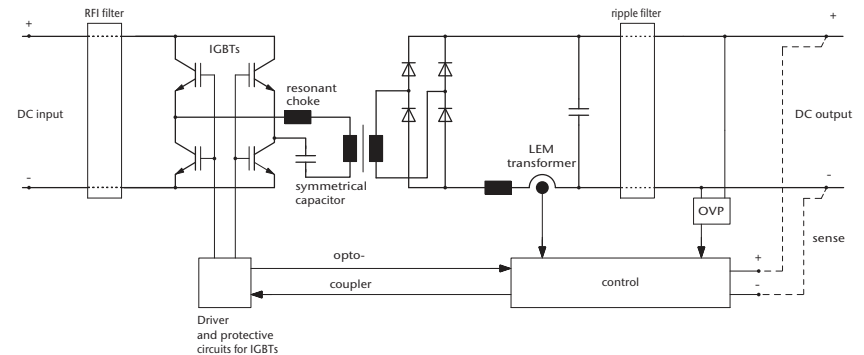 RFI filter
ripple filter
+
+
IGBTs
resonant
choke
DC input
DC output
LEM
transformer
-
-
symmetrical
capacitor
OVP
sense
opto-
+
control
coupler
-
Driver
and protective
circuits for IGBTs